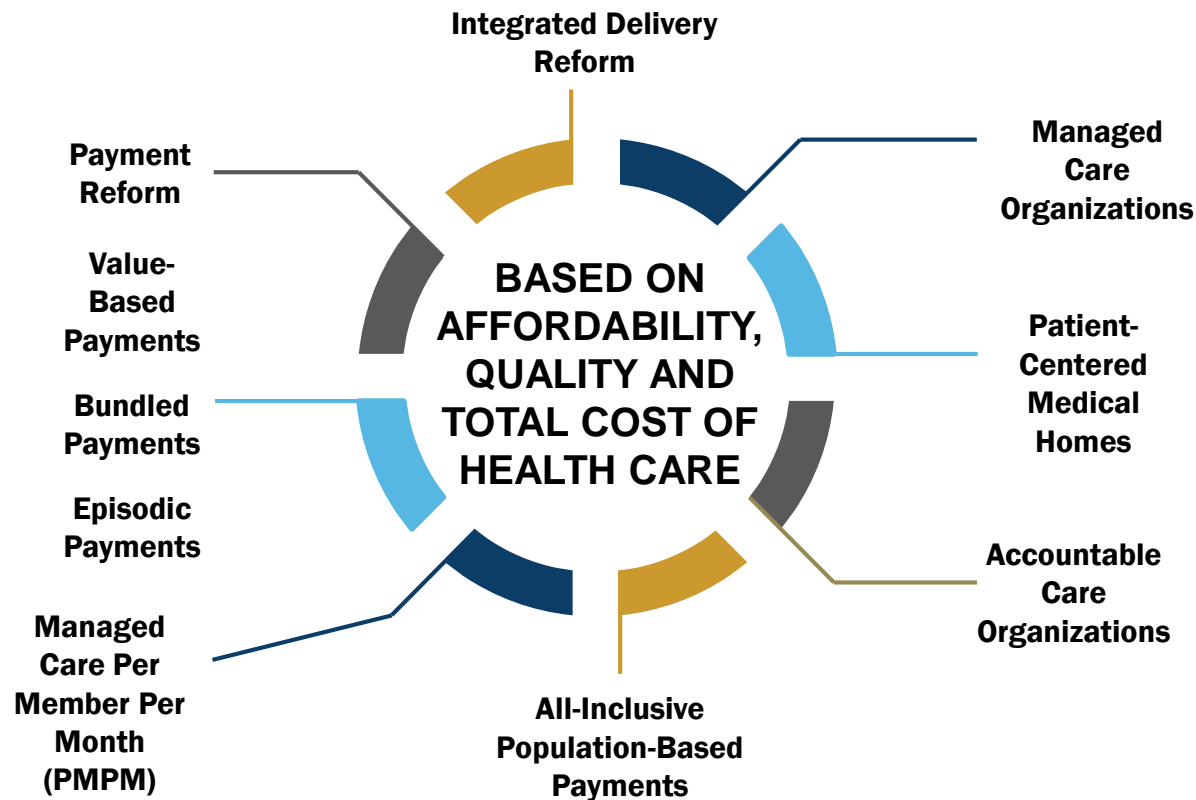 Integrated Delivery
Reform
Managed
Care
Organizations
Patient-
Centered
Medical
Homes
Accountable
Care
Organizations
All-Inclusive
Population-Based
Payments
Managed
Care Per
Member Per
Month
(PMPM)
Episodic
Payments
Bundled
Payments
Value-
Based
Payments
Payment
Reform
BASED ON
AFFORDABILITY,
QUALITY AND
TOTAL COST OF
HEALTH CARE